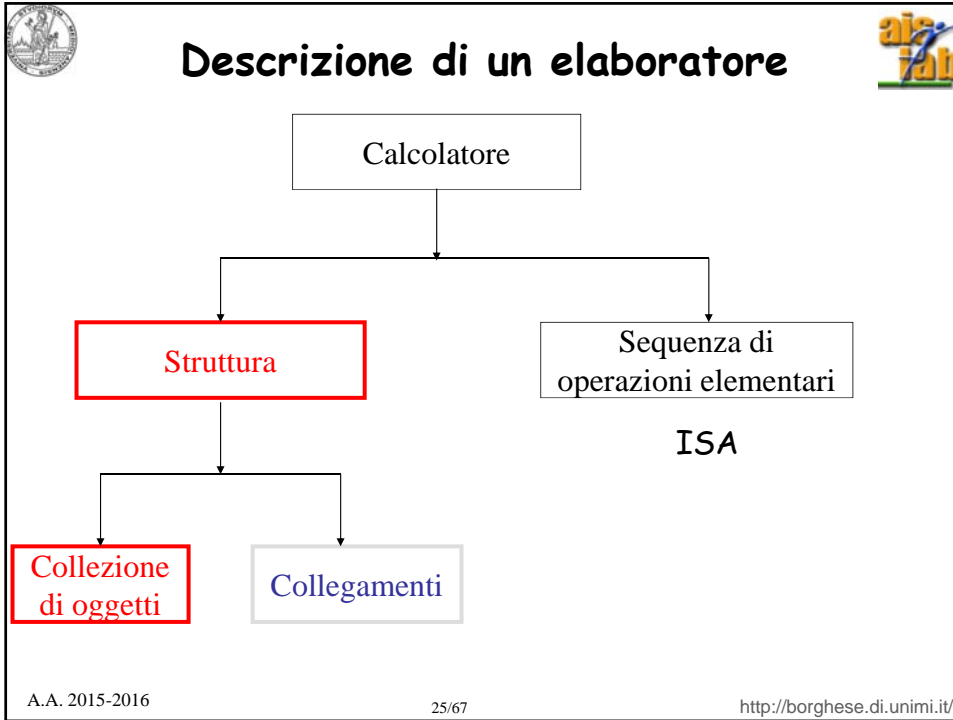 Descrizione di un elaboratore
Calcolatore
Struttura
Sequenza di
operazioni elementari
ISA
Collezione
di oggetti
Collegamenti
A.A. 2015-2016
25/67
http://borghese.di.unimi.it/